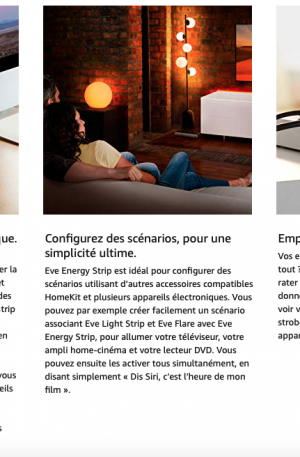 que.
er la
et
des
trip
en
vous
eils
s
Configurez des scénarios, pour une
simplicité ultime.
Eve Energy Strip est idéal pour configurer des
scénarios utilisant d'autres accessoires compatibles
HomeKit et plusieurs appareils électroniques. Vous
pouvez par exemple créer facilement un scénario
associant Eve Light Strip et Eve Flare avec Eve
Energy Strip, pour allumer votre téléviseur, votre
ampli home-cinéma et votre lecteur DVD. Vous
pouvez ensuite les activer tous simultanément, en
disant simplement « Dis Siri, c'est l'heure de mon
film ».
Emp
Vos e
tout ?
rater
donne
voir v
strob
appar